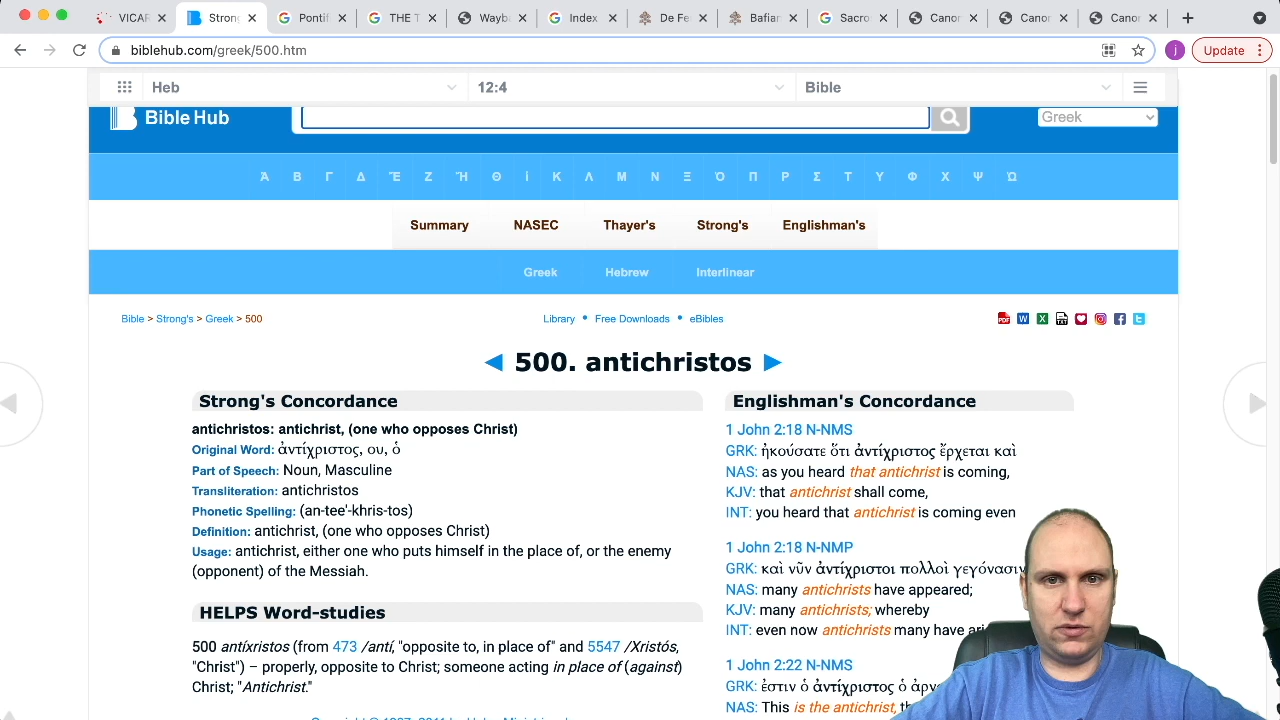 VICAR
Strong
Pontif
THE T
Wayb
Index
De Fe
Bafian
Sacro
Canor
Canor
Canor
biblehub.com/greek/500.htm
j
Update
Heb
12:4
Bible
Bible Hub
Greek
Ἀ Β Γ Δ Ἔ Ζ Ἤ Θ ἰ Κ Λ Μ Ν Ξ Ὁ Π Ρ Σ Τ Υ Φ Χ Ψ Ὠ
Summary NASEC Thayer's Strong's Englishman's
Greek Hebrew Interlinear
Bible > Strong's > Greek > 500
Library • Free Downloads • eBibles
◄ 500. antichristos ►
Strong's Concordance
antichristos: antichrist, (one who opposes Christ)
Original Word: ἀντίχριστος, ου, ὁ
Part of Speech: Noun, Masculine
Transliteration: antichristos
Phonetic Spelling: (an-tee'-khris-tos)
Definition: antichrist, (one who opposes Christ)
Usage: antichrist, either one who puts himself in the place of, or the enemy
(opponent) of the Messiah.
HELPS Word-studies
500 antíxristos (from 473 /antí, "opposite to, in place of" and 5547 /Xristós,
"Christ") – properly, opposite to Christ; someone acting in place of (against)
Christ; "Antichrist."
Englishman's Concordance
1 John 2:18 N-NMS
GRK: ἠκούσατε ὅτι ἀντίχριστος ἔρχεται καὶ
NAS: as you heard that antichrist is coming,
KJV: that antichrist shall come,
INT: you heard that antichrist is coming even
1 John 2:18 N-NMP
GRK: καὶ νῦν ἀντίχριστοι πολλοὶ γεγόνασιν
NAS: many antichrists have appeared;
KJV: many antichrists; whereby
INT: even now antichrists many have
1 John 2:22 N-NMS
GRK: ἐστιν ὁ ἀντίχριστος ὁ
NAS: This is the antichrist,